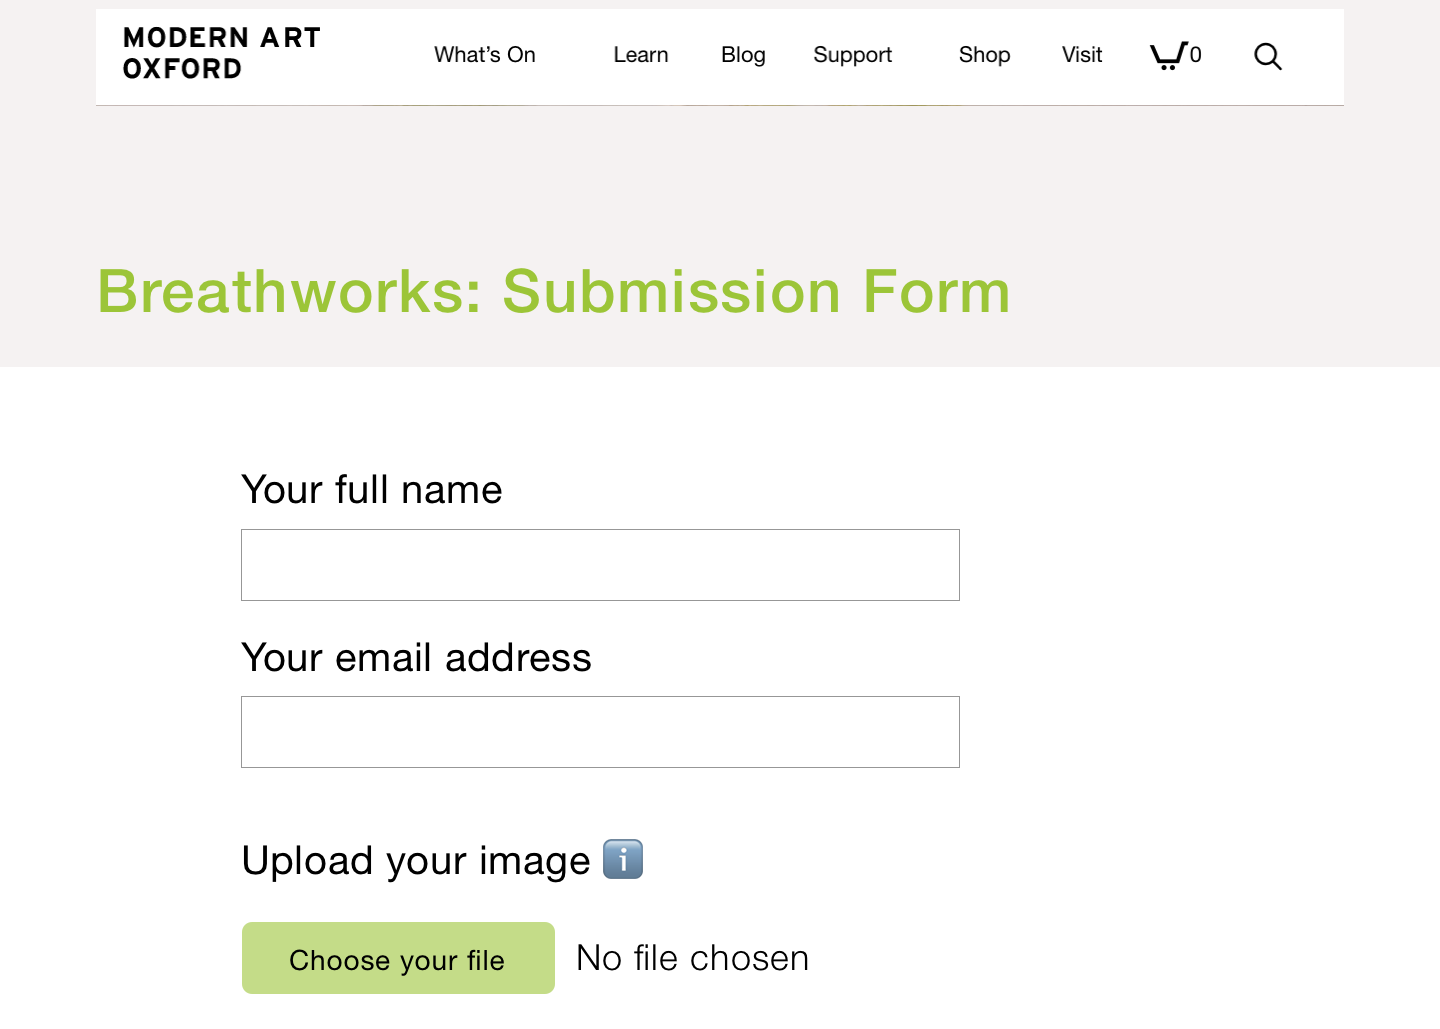 MODERN ART
OXFORD
What’s On
Learn
Blog
Support
Shop
Visit
0
Breathworks: Submission Form
Your full name
Your email address
Upload your image ℹ️
Choose your file
No file chosen